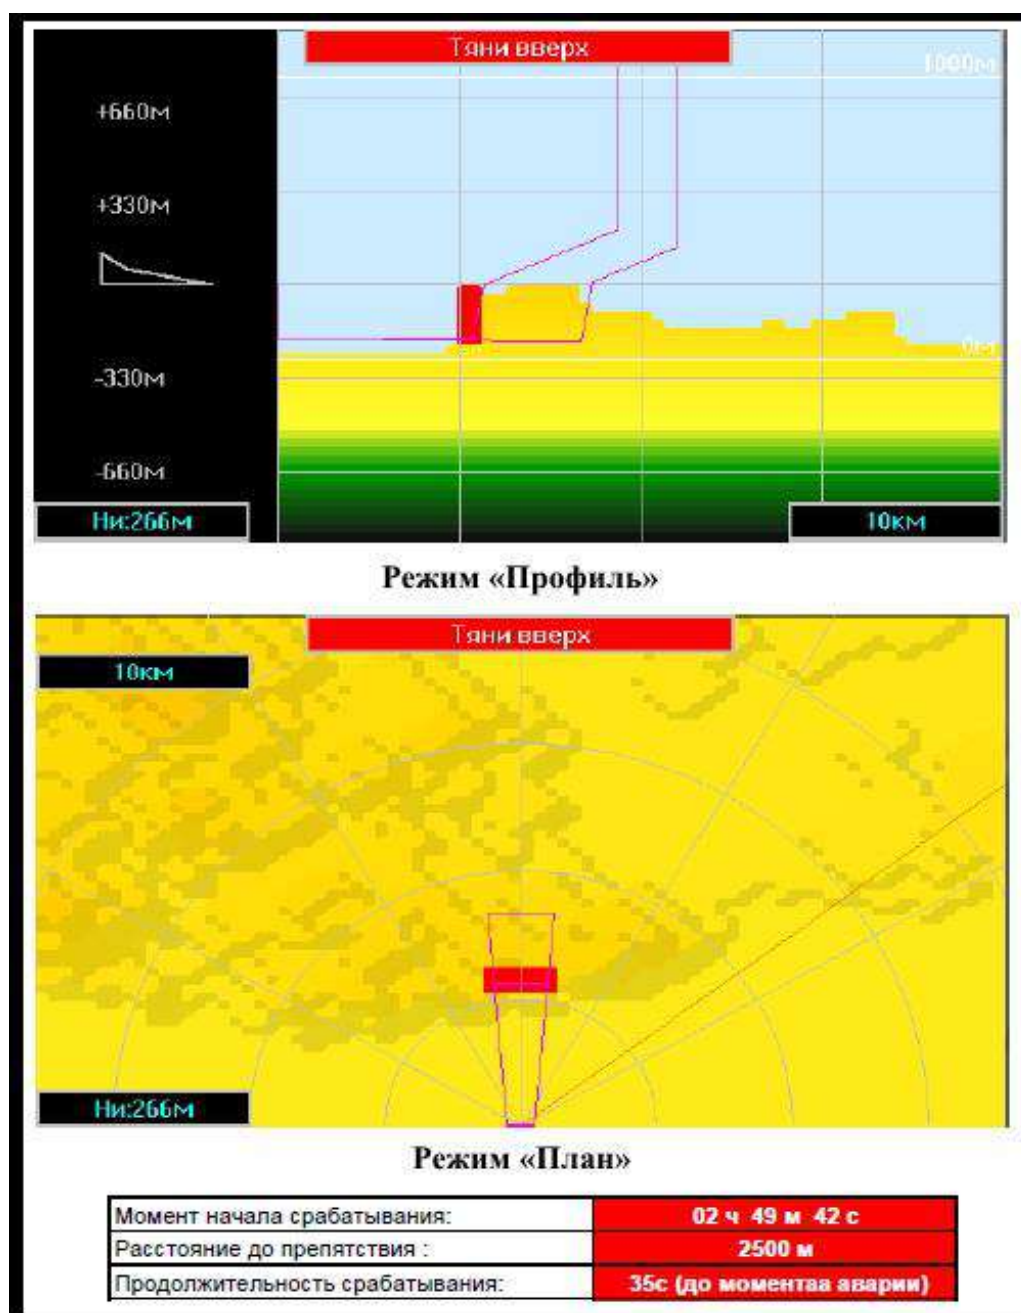 Тяни вверх
1000м
+660м
+330м
-330м
0м
-660м
Ни:266м
10км
Режим «Профиль»
Тяни вверх
10км
Ни:266м
Режим «План»
Момент начала срабатывания: 02 ч 49 м 42 с
Расстояние до препятствия : 2500 м
Продолжительность срабатывания: 35с (до моментаа аварии)